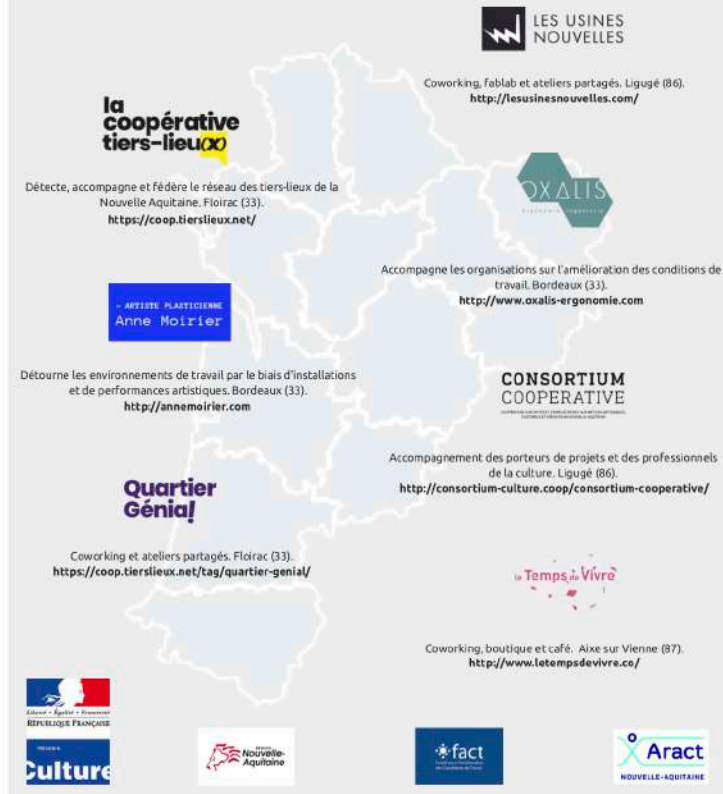 LES USINES
NOUVELLES
Coworking, fablab et ateliers partagés. Ligugé (86).
http://lesusinesnouvelles.com/
la
coopérative
tiers-lieu(x)
Détecte, accompagne et fédère le réseau des tiers-lieux de la
Nouvelle Aquitaine. Floirac (33).
https://coop.tierslieux.net/
OXALIS
Ergonomie Ingénierie
Accompagne les organisations sur l'amélioration des conditions de
travail. Bordeaux (33).
http://www.oxalis-ergonomie.com
- ARTISTE PLASTICIENNE
Anne Moirier
Détourne les environnements de travail par le biais d'installations
et de performances artistiques. Bordeaux (33).
http://annemoirier.com
CONSORTIUM
COOPERATIVE
Accompagnement des porteurs de projets et des professionnels
de la culture. Ligugé (86).
http://consortium-culture.coop/consortium-cooperative/
Quartier
Génial
Coworking et ateliers partagés. Floirac (33).
https://coop.tierslieux.net/tag/quartier-genial/
le Temps de Vivre
Coworking, boutique et café. Aixe sur Vienne (87).
http://www.letempsdevivre.co/
Liberté • Égalité • Fraternité
RÉPUBLIQUE FRANÇAISE
Culture
Nouvelle-
Aquitaine
fact
Aract
NOUVELLE-AQUITAINE